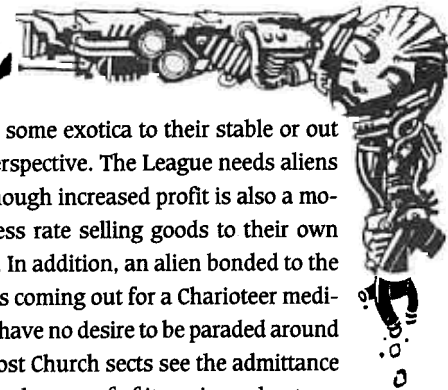 some exotica to their stable or out
erspective. The League needs aliens
ough increased profit is also a mo-
ess rate selling goods to their own
. In addition, an alien bonded to the
s coming out for a Charioteer medi-
have no desire to be paraded around
ost Church sects see the admittance